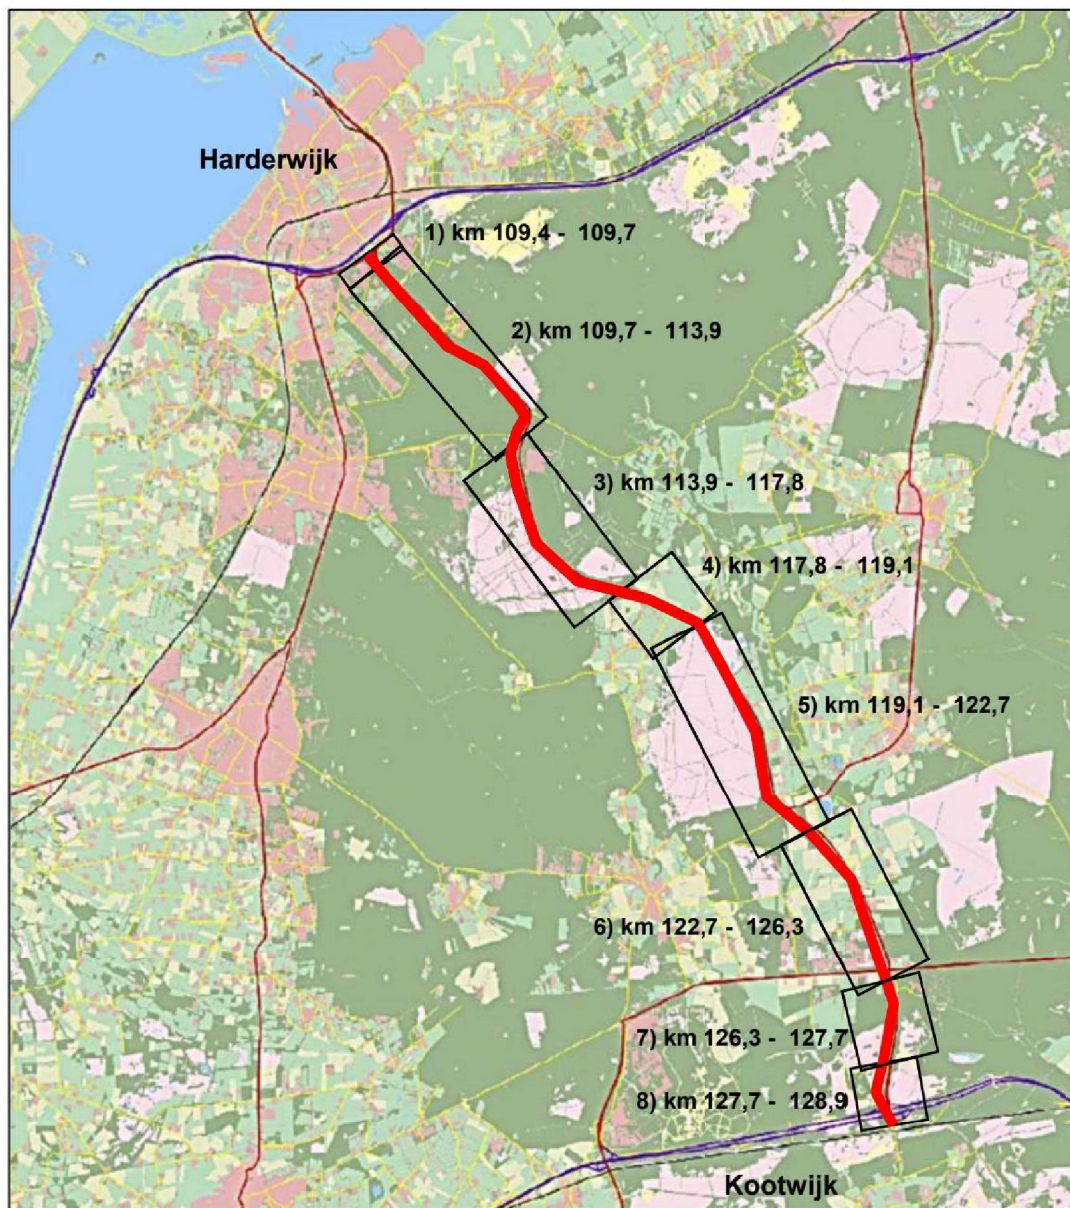 Harderwijk
1) km 109,4 - 109,7
2) km 109,7 - 113,9
3) km 113,9 - 117,8
4) km 117,8 - 119,1
5) km 119,1 - 122,7
6) km 122,7 - 126,3
7) km 126,3 - 127,7
8) km 127,7 - 128,9
Kootwijk